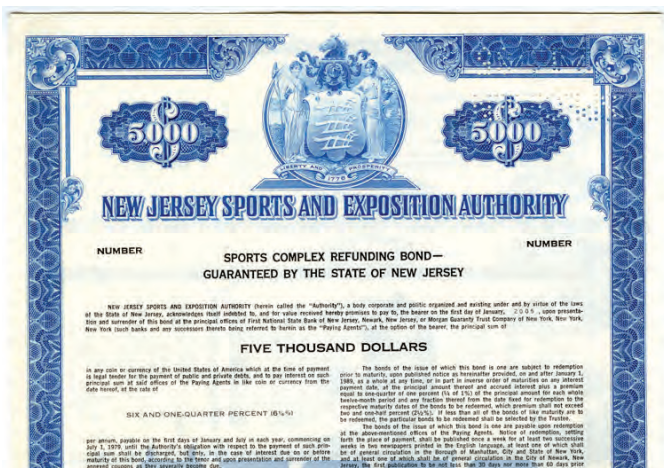 5000
5000
LIBERTY AND PROSPERITY
1776
NEW JERSEY SPORTS AND EXPOSITION AUTHORITY
NUMBER
NUMBER
SPORTS COMPLEX REFUNDING BOND—
GUARANTEED BY THE STATE OF NEW JERSEY
NEW JERSEY SPORTS AND EXPOSITION AUTHORITY (herein called the "Authority"), a body corporate and politic organized and existing under and by virtue of the laws
of the State of New Jersey, acknowledges itself indebted to, and for value received hereby promises to pay to, the bearer on the first day of January, 2006, upon presenta-
tion and surrender of this bond at the principal offices of First National State Bank of New Jersey, Newark, New Jersey, or Morgan Guaranty Trust Company of New York, New York,
New York (such banks and any successors thereto being referred to herein as the "Paying Agents"), at the option of the bearer, the principal sum of
FIVE THOUSAND DOLLARS
in any coin or currency of the United States of America which at the time of payment
is legal tender for the payment of public and private debts, and to pay interest on such
principal sum at said offices of the Paying Agents in like coin or currency from the
date hereof, at the rate of
SIX AND ONE-QUARTER PERCENT (6¼%)
per annum, payable on the first days of January and July in each year, commencing on
July 1, 1979, until the Authority's obligation with respect to the payment of such prin-
cipal sum shall be discharged, but only, in the case of interest due on or before
maturity of this bond, according to the tenor and upon presentation and surrender of the
annexed coupons as they severally become due.
The bonds of the issue of which this bond is one are subject to redemption
prior to maturity, upon published notice as hereinafter provided, on and after January 1,
1989, as a whole at any time, or in part in inverse order of maturities on any interest
payment date, at the principal amount thereof and accrued interest plus a premium
equal to one-quarter of one percent (¼ of 1%) of the principal amount for each whole
twelve-month period and any fraction thereof from the date fixed for redemption to the
respective maturity dates of the bonds to be redeemed, which premium shall not exceed
two and one-half percent (2½%). If less than all of the bonds of like maturity are to
be redeemed, the particular bonds to be redeemed shall be selected by the Trustee.
The bonds of the issue of which this bond is one are payable upon redemption
at the above-mentioned offices of the Paying Agents. Notice of redemption, setting
forth the place of payment, shall be published once a week for at least two successive
weeks in two newspapers printed in the English language, at least one of which shall
be of general circulation in the Borough of Manhattan, City and State of New York,
and at least one of which shall be of general circulation in the City of Newark, New
Jersey, the first publication to be not less than 30 days nor more than 60 days prior